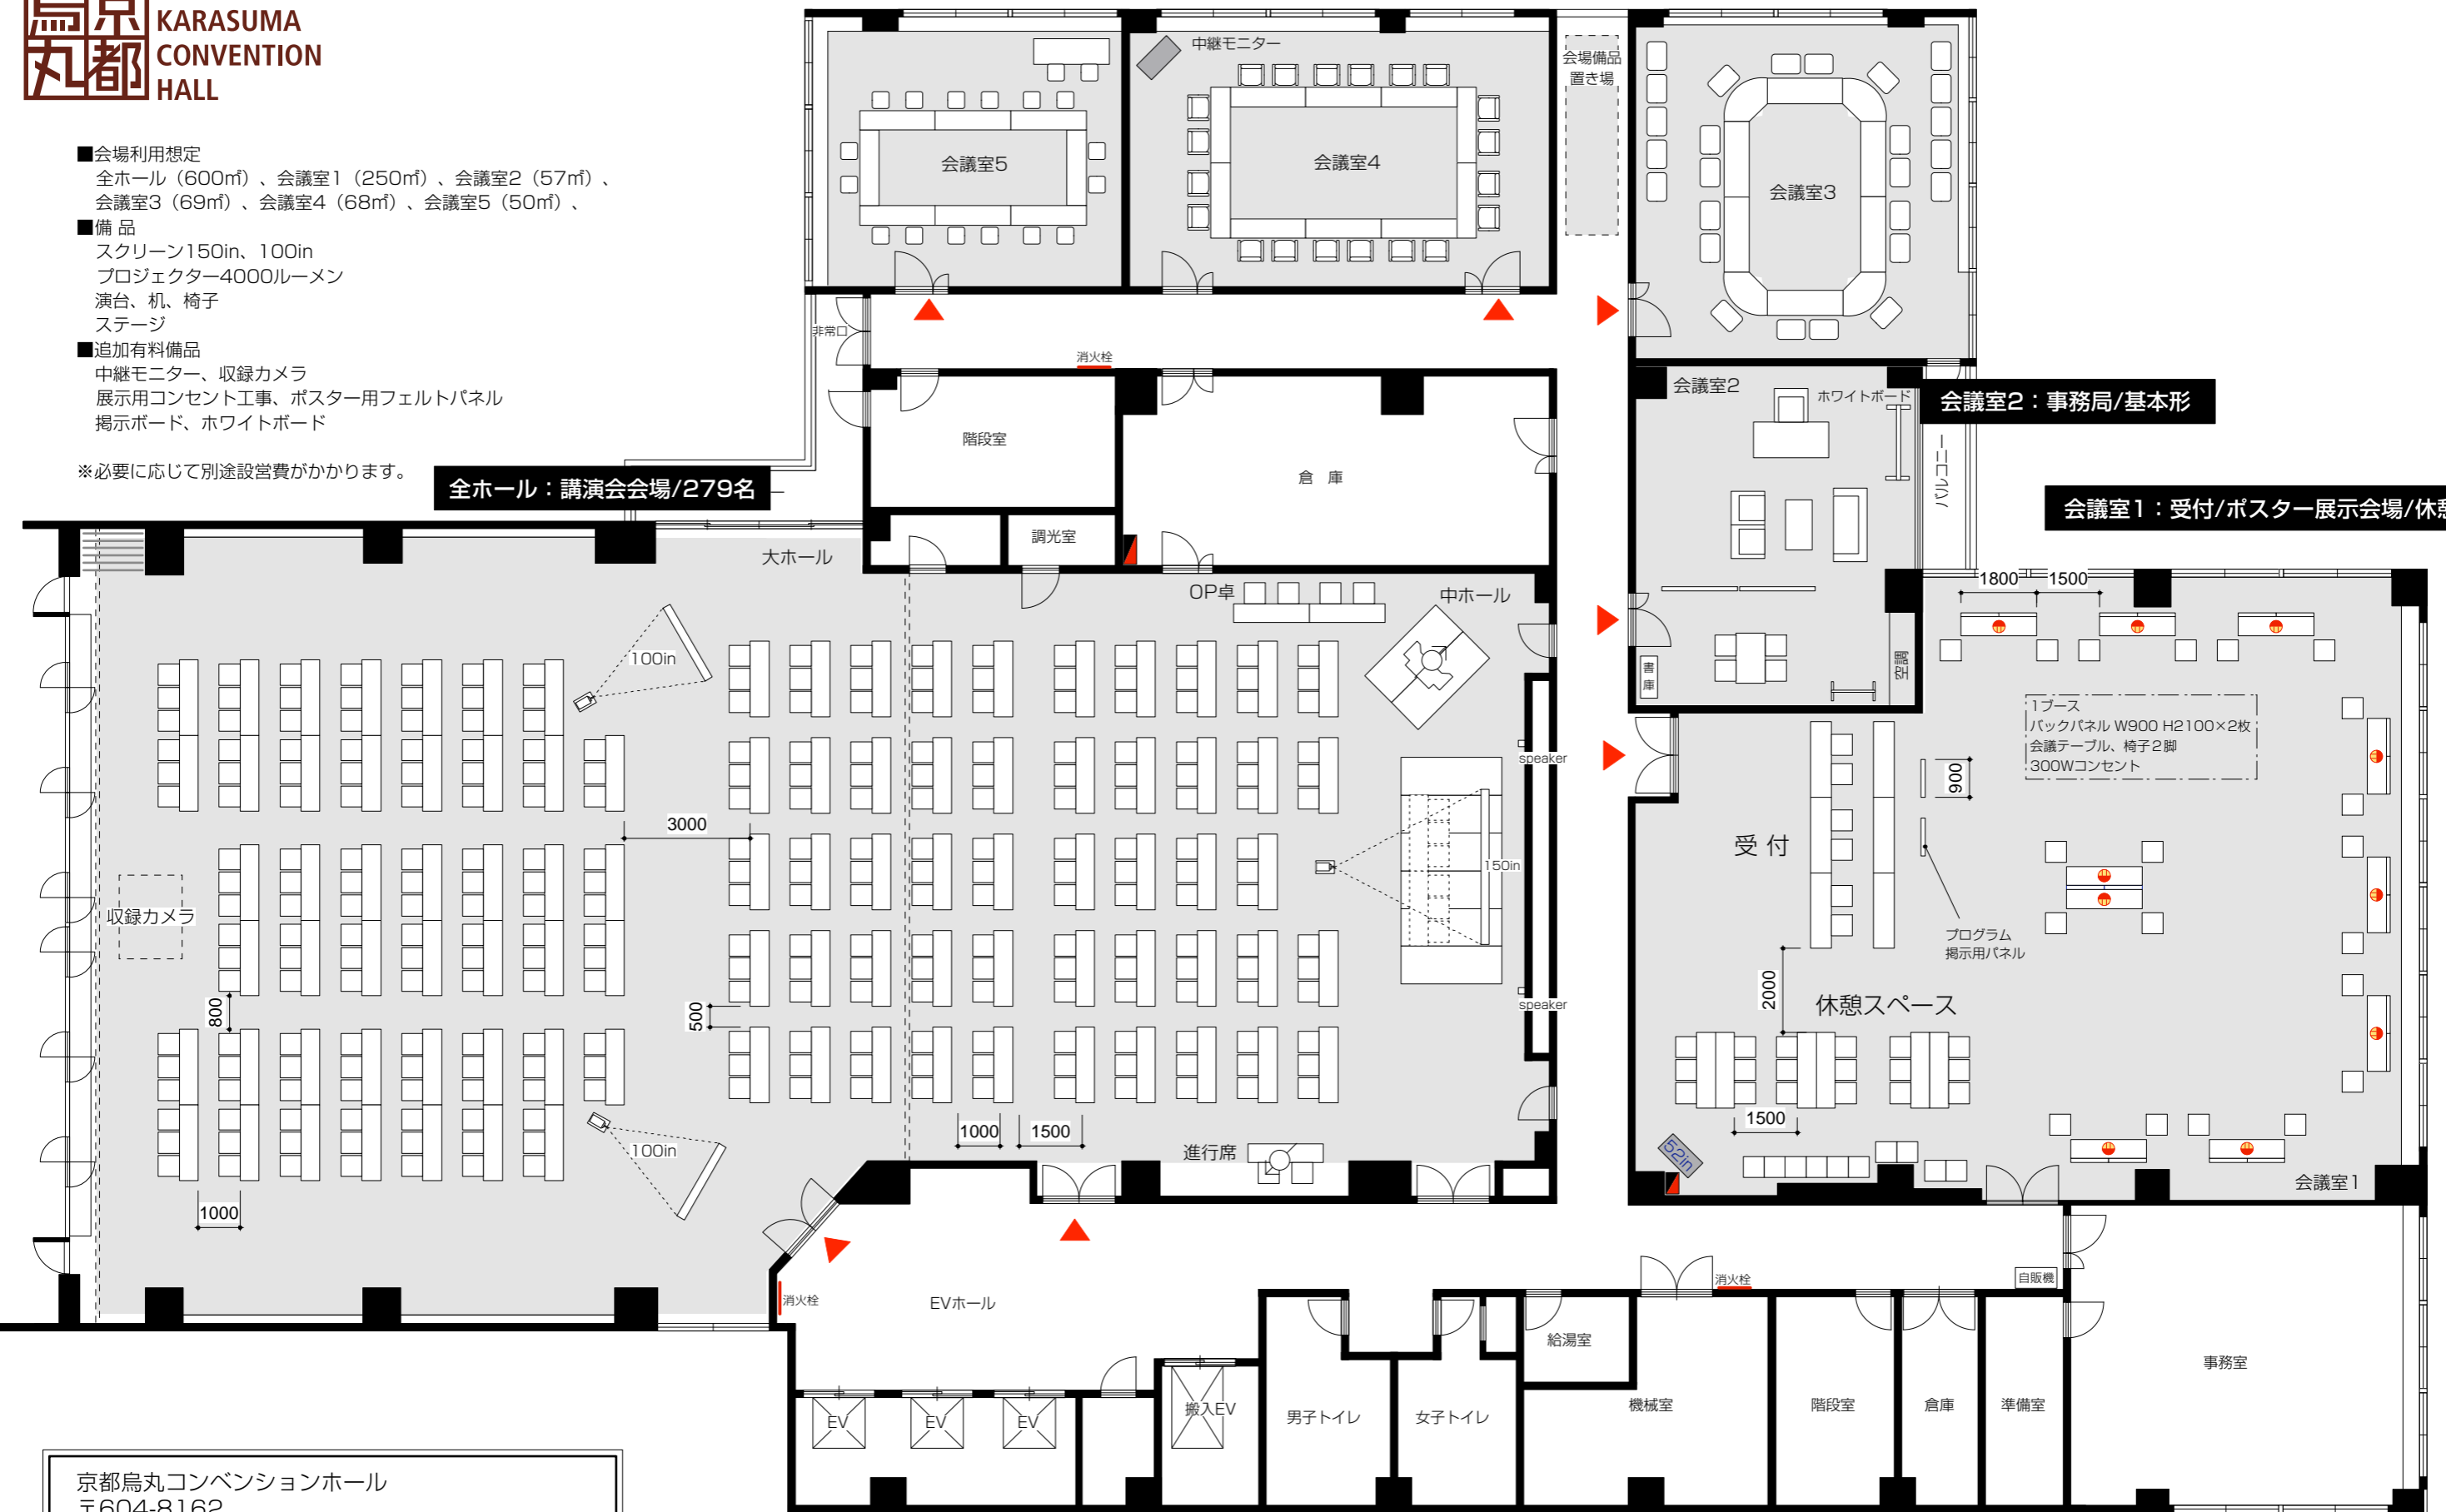 烏京
丸都
KARASUMA
CONVENTION
HALL
■会場利用想定
全ホール（600㎡）、会議室1（250㎡）、会議室2（57㎡）、
会議室3（69㎡）、会議室4（68㎡）、会議室5（50㎡）、
■備 品
スクリーン150in、100in
プロジェクター4000ルーメン
演台、机、椅子
ステージ
■追加有料備品
中継モニター、収録カメラ
展示用コンセント工事、ポスター用フェルトパネル
掲示ボード、ホワイトボード
※必要に応じて別途設営費がかかります。
全ホール：講演会会場/279名
会議室5
中継モニター
会議室4
会場備品
置き場
会議室3
非常口
消火栓
階段室
倉 庫
調光室
会議室2
ホワイトボード
会議室2：事務局/基本形
バルコニー
会議室1：受付/ポスター展示会場/休憩
大ホール
OP卓
中ホール
100in
3000
収録カメラ
800
500
speaker
150in
speaker
1000
1500
進行席
100in
1000
書庫
空調
1800
1500
1ブース
バックパネル W900 H2100×2枚
会議テーブル、椅子2脚
300Wコンセント
900
受 付
プログラム
掲示用パネル
2000
休憩スペース
1500
52in
会議室1
消火栓
EVホール
消火栓
自販機
EV
EV
EV
搬入EV
男子トイレ
女子トイレ
給湯室
機械室
階段室
倉庫
準備室
事務室
京都烏丸コンベンションホール
〒604-8162